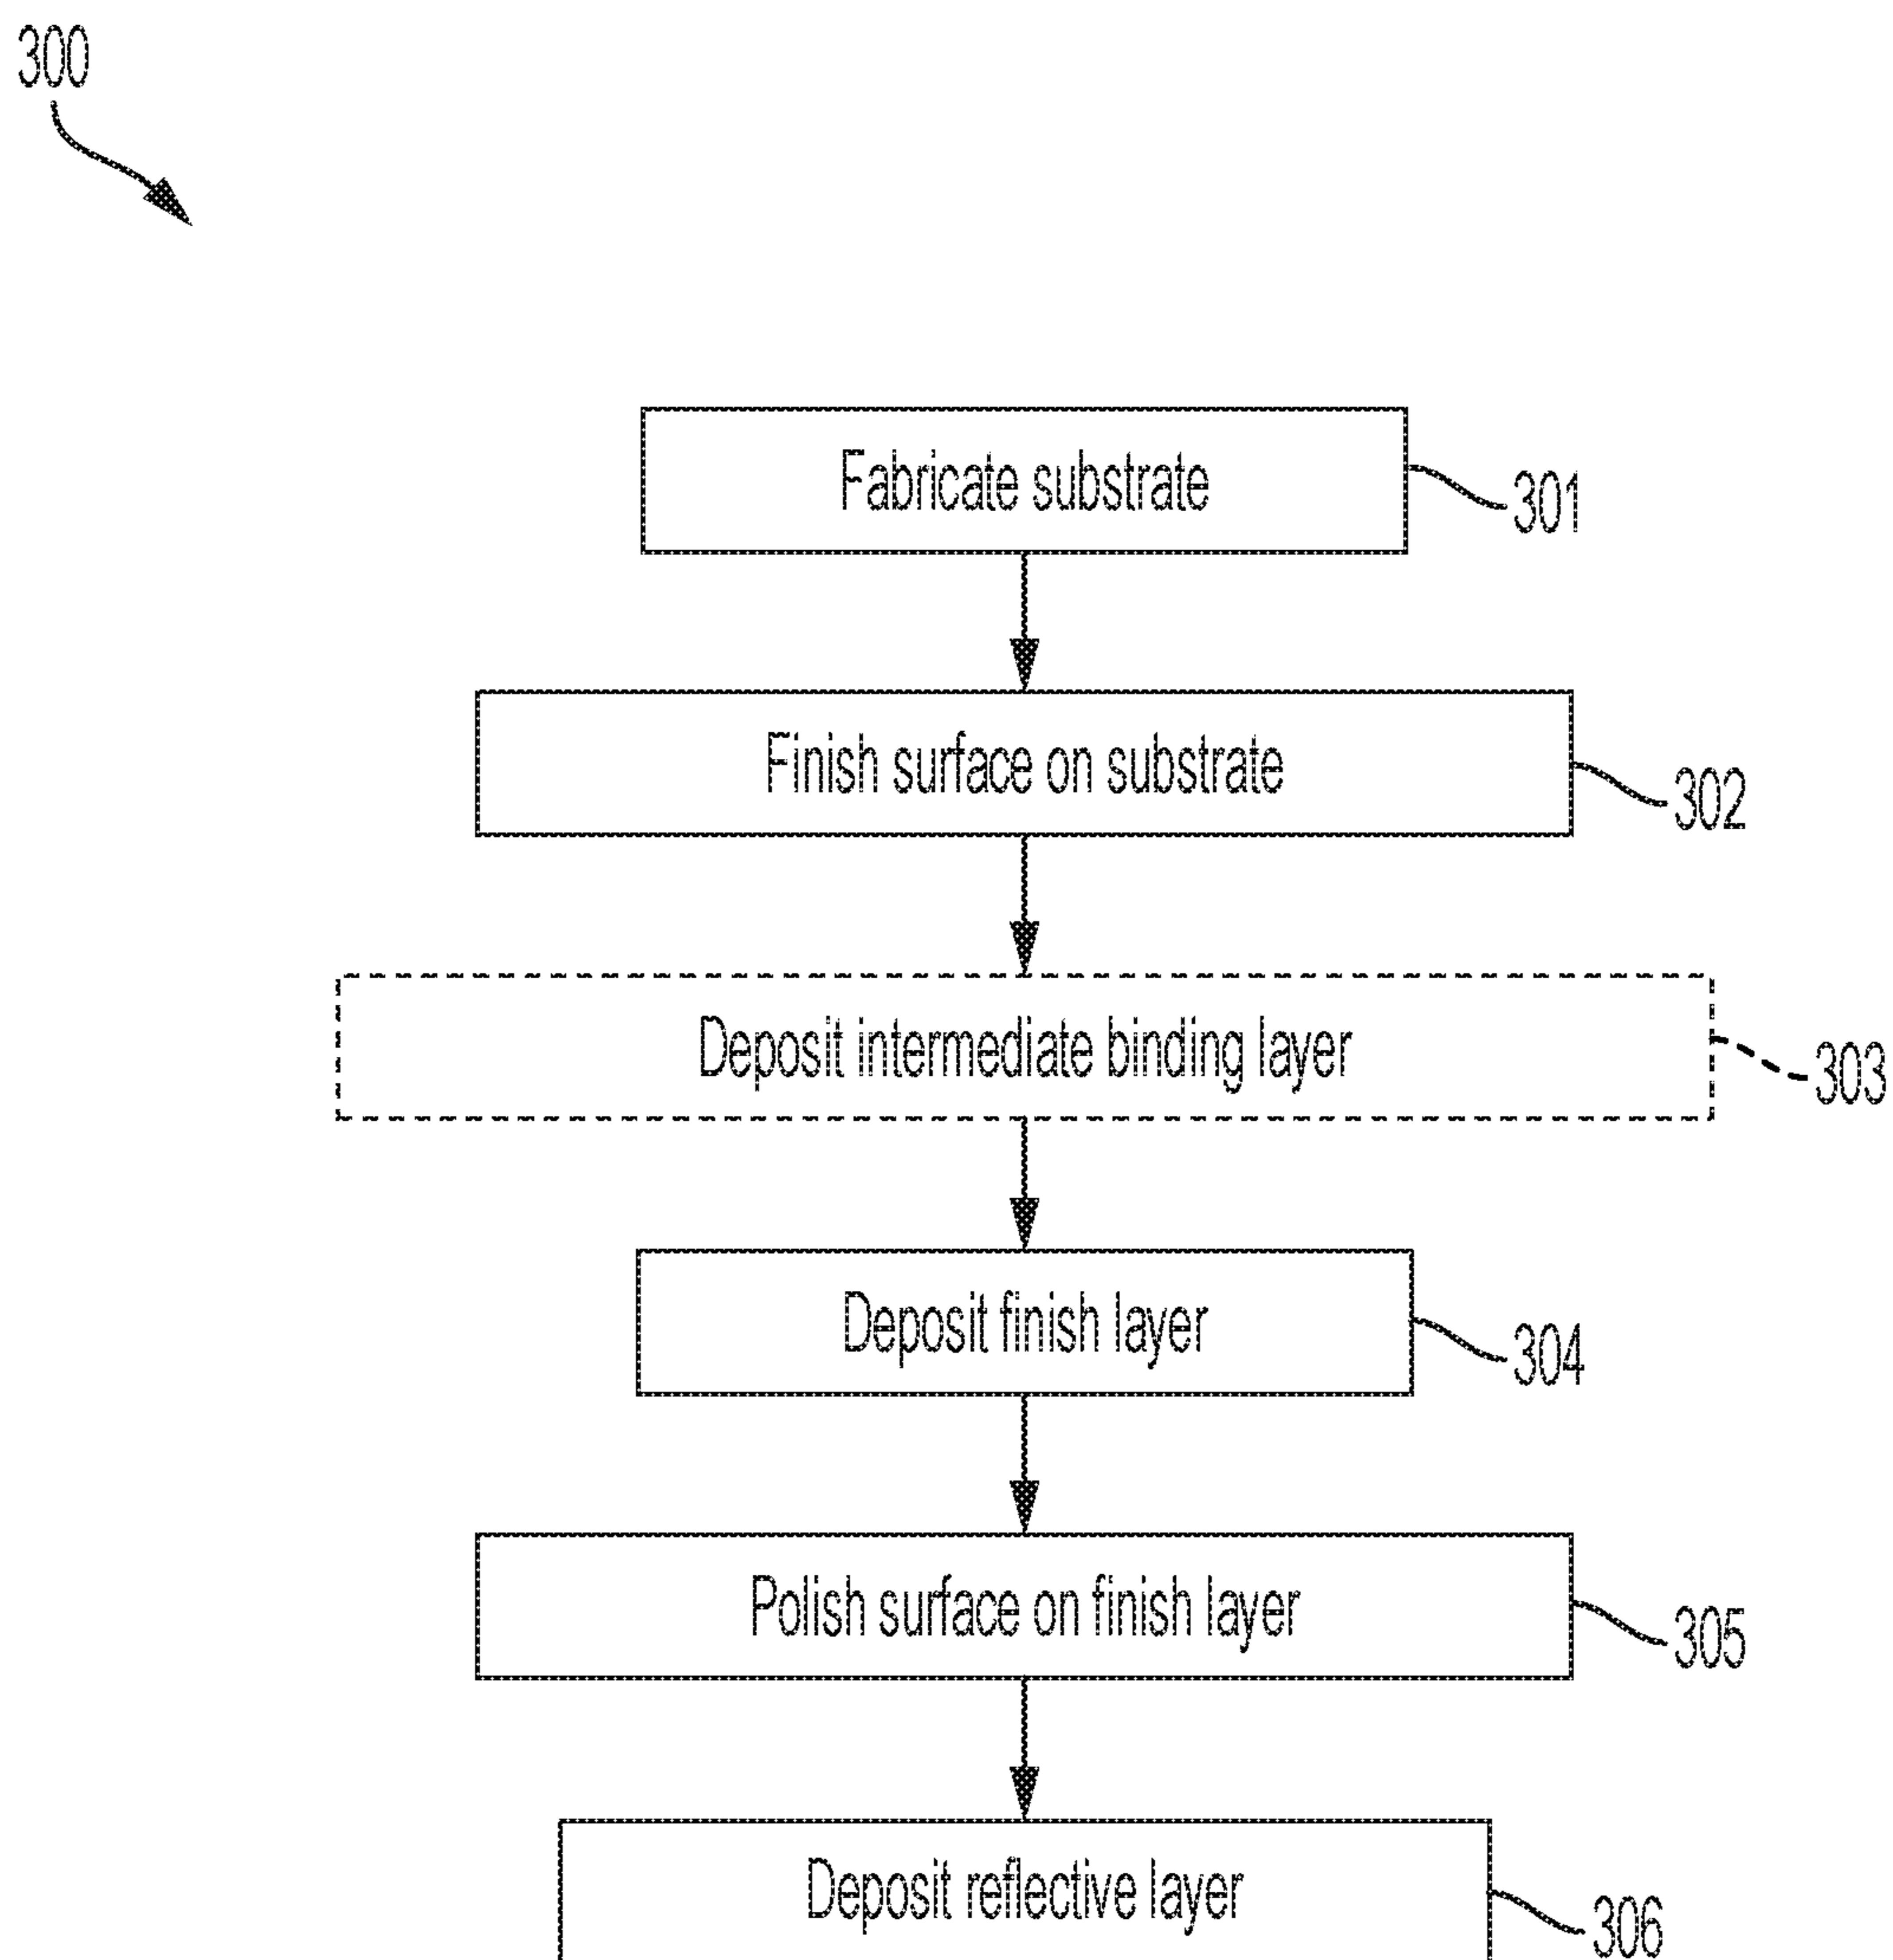 300
Fabricate substrate
301
Finish surface on substrate
302
Deposit intermediate binding layer
303
Deposit finish layer
304
Polish surface on finish layer
305
Deposit reflective layer
306